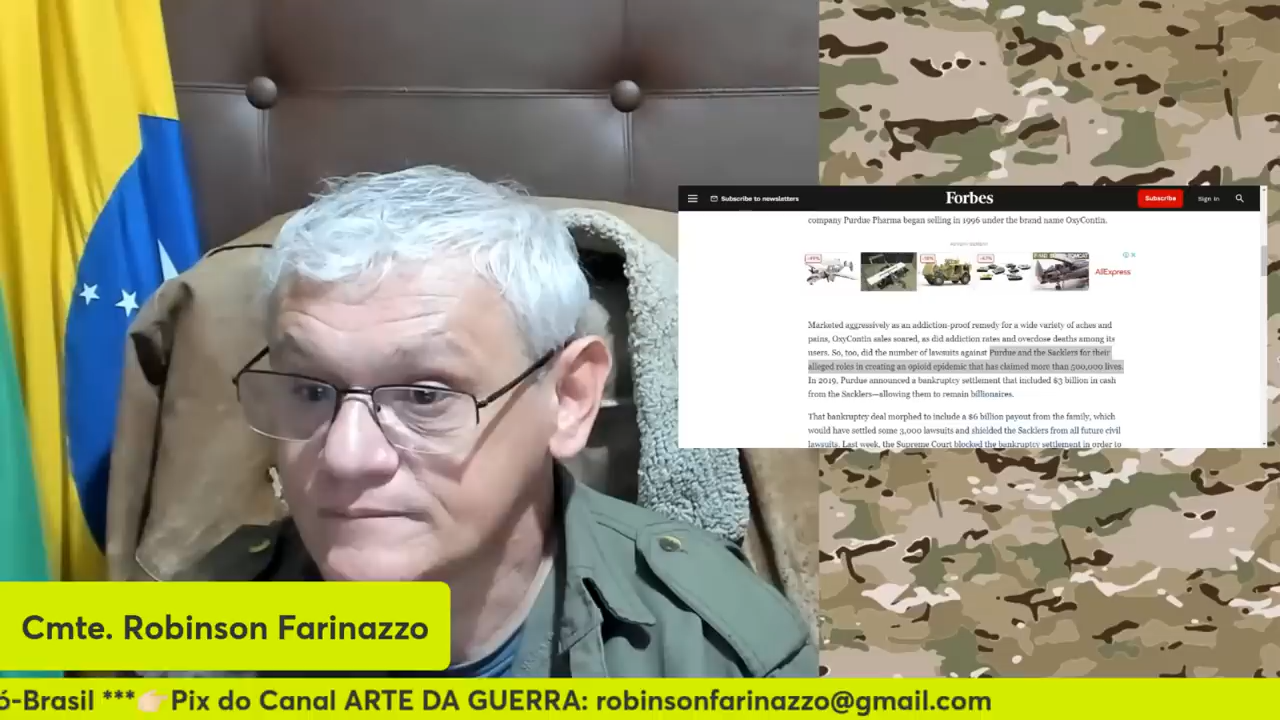 Subscribe to newsletters
Forbes
Subscribe
Sign In
company Purdue Pharma began selling in 1996 under the brand name OxyContin.
AliExpress
Marketed aggressively as an addiction-proof remedy for a wide variety of aches and
pains, OxyContin sales soared, as did addiction rates and overdose deaths among its
users. So, too, did the number of lawsuits against Purdue and the Sacklers for their
alleged roles in creating an opioid epidemic that has claimed more than 500,000 lives.
In 2019, Purdue announced a bankruptcy settlement that included $3 billion in cash
from the Sacklers—allowing them to remain billionaires.
That bankruptcy deal morphed to include a $6 billion payout from the family, which
would have settled some 3,000 lawsuits and shielded the Sacklers from all future civil
lawsuits. Last week, the Supreme Court blocked the bankruptcy settlement in order to
Cmte. Robinson Farinazzo
ó-Brasil ***👉🏻Pix do Canal ARTE DA GUERRA: robinsonfarinazzo@gmail.com